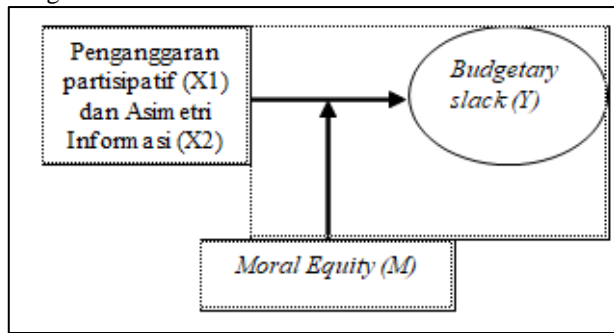 Penganggaran
partisipatif (X1)
dan Asimetri
Informasi (X2)
Budgetary
slack (Y)
Moral Equity (M)